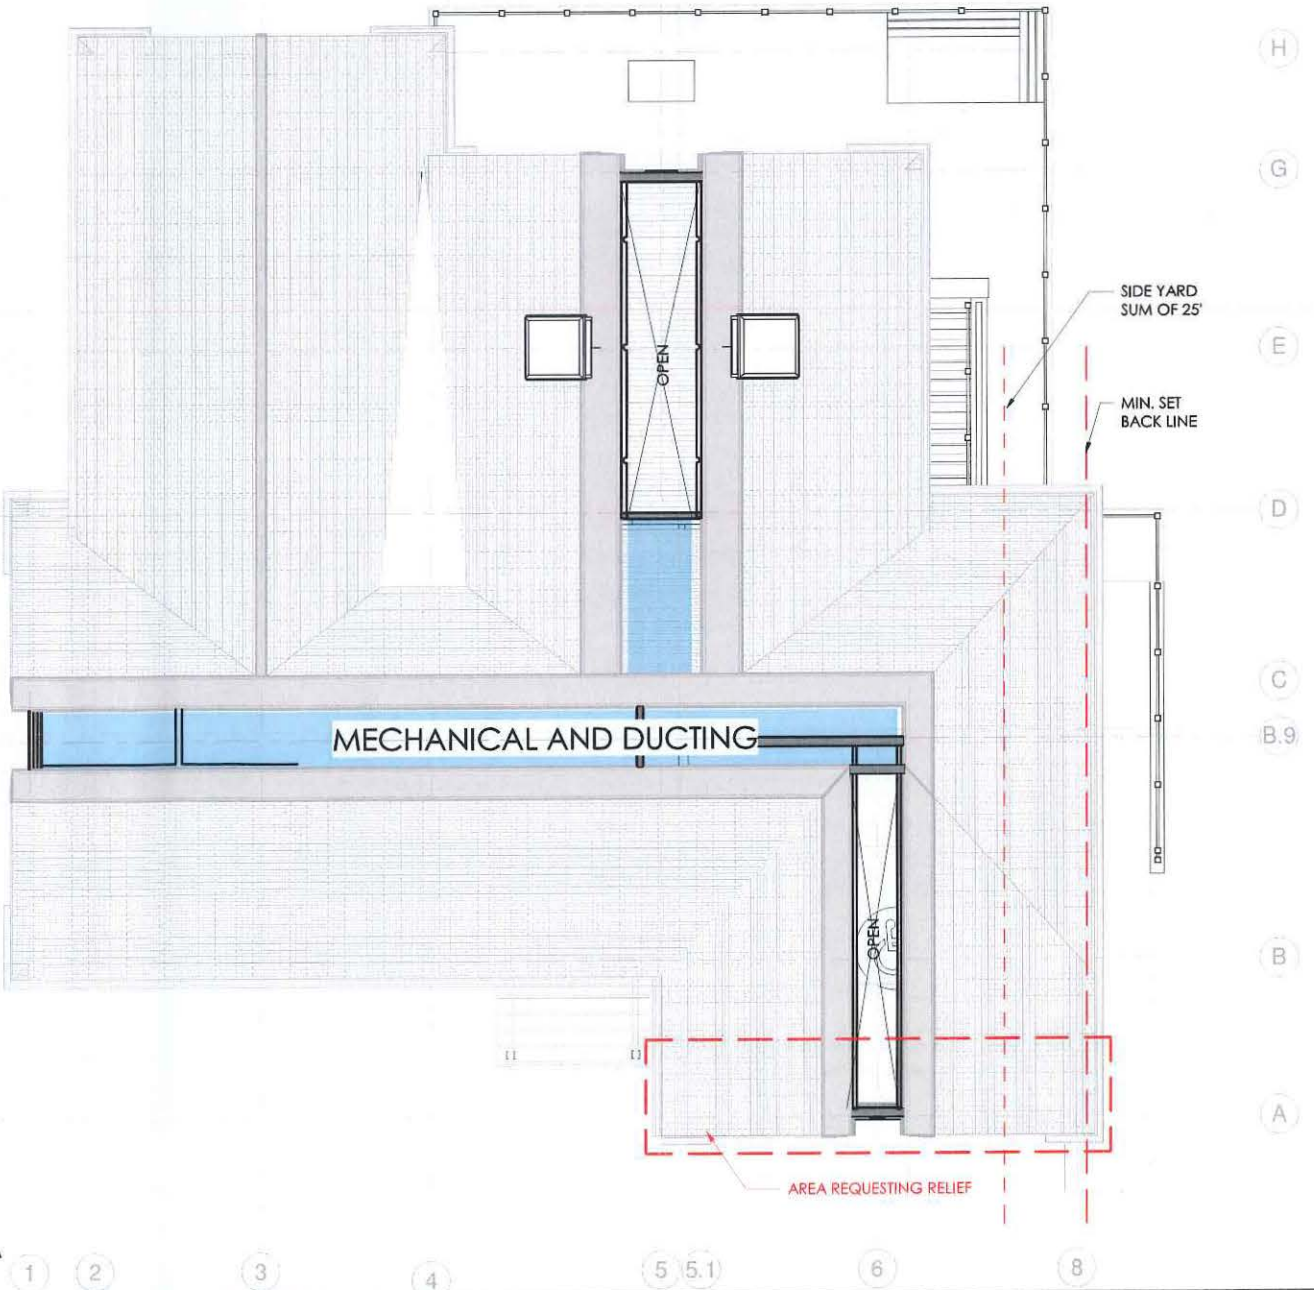 H
G
SIDE YARD
SUM OF 25'
E
OPEN
MIN. SET
BACK LINE
D
C
MECHANICAL AND DUCTING
B.9
OPEN
B
A
AREA REQUESTING RELIEF
1 2 3 4 5 5.1 6 8